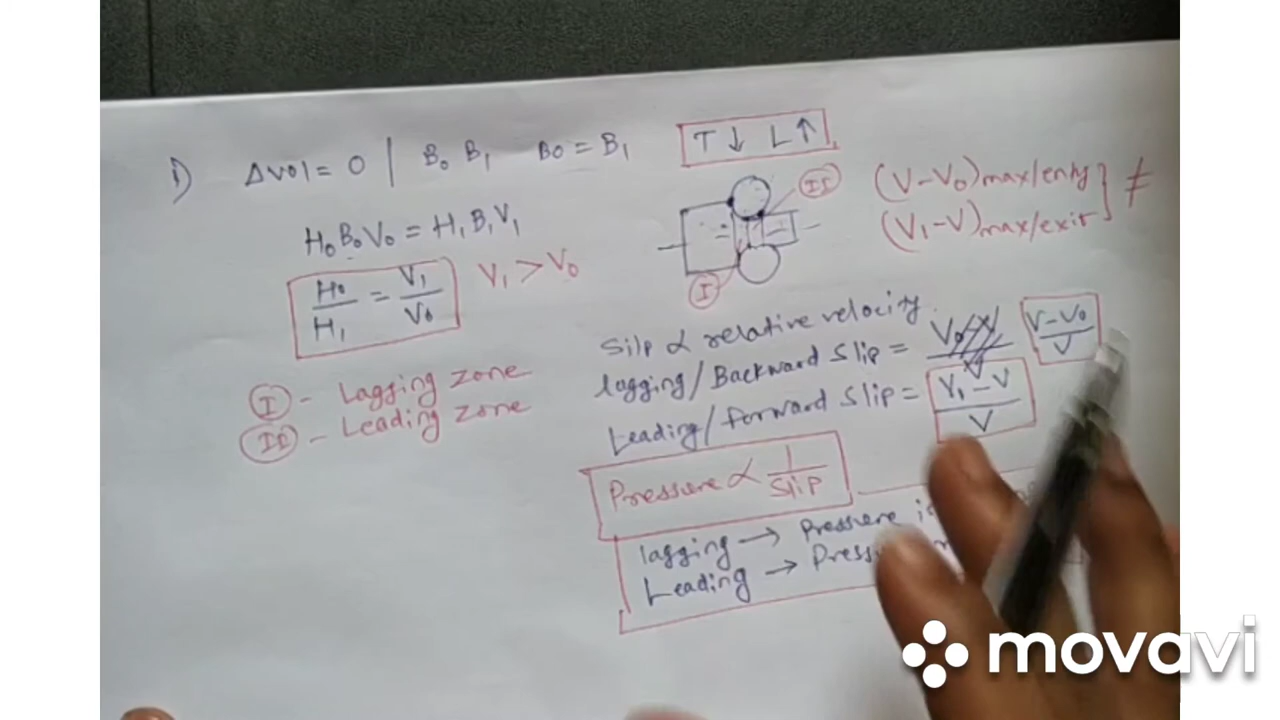 1) ΔVol = 0 | B₀ B₁ B₀ = B₁
T↓ L↑
H₀B₀V₀ = H₁B₁V₁
H₀/H₁ = V₁/V₀
V₁ > V₀
II
I
(V-V₀)max/entry
(V₁-V)max/exit } ≠
I - Lagging zone
II - Leading zone
Silp ∝ relative velocity
lagging/Backward Slip = V-V₀/V
Leading/forward Slip = V₁-V/V
Pressure ∝ 1/Slip
lagging → Pressure
Leading →
movavi